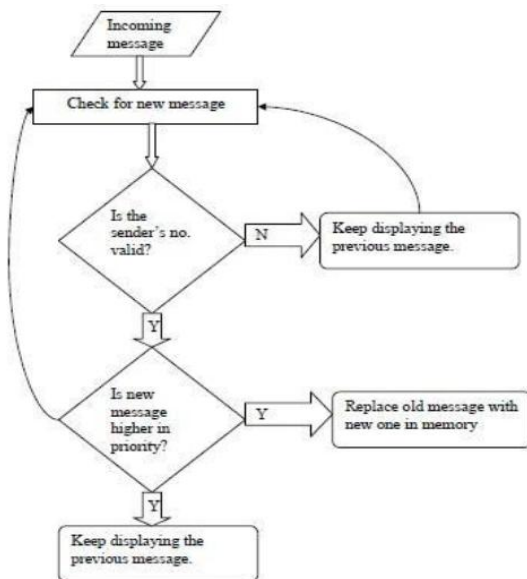 Incoming
message
Check for new message
Is the
sender's no.
valid?
N
Keep displaying the
previous message.
Y
Is new
message
higher in
priority?
Y
Replace old message with
new one in memory
Y
Keep displaying the
previous message.